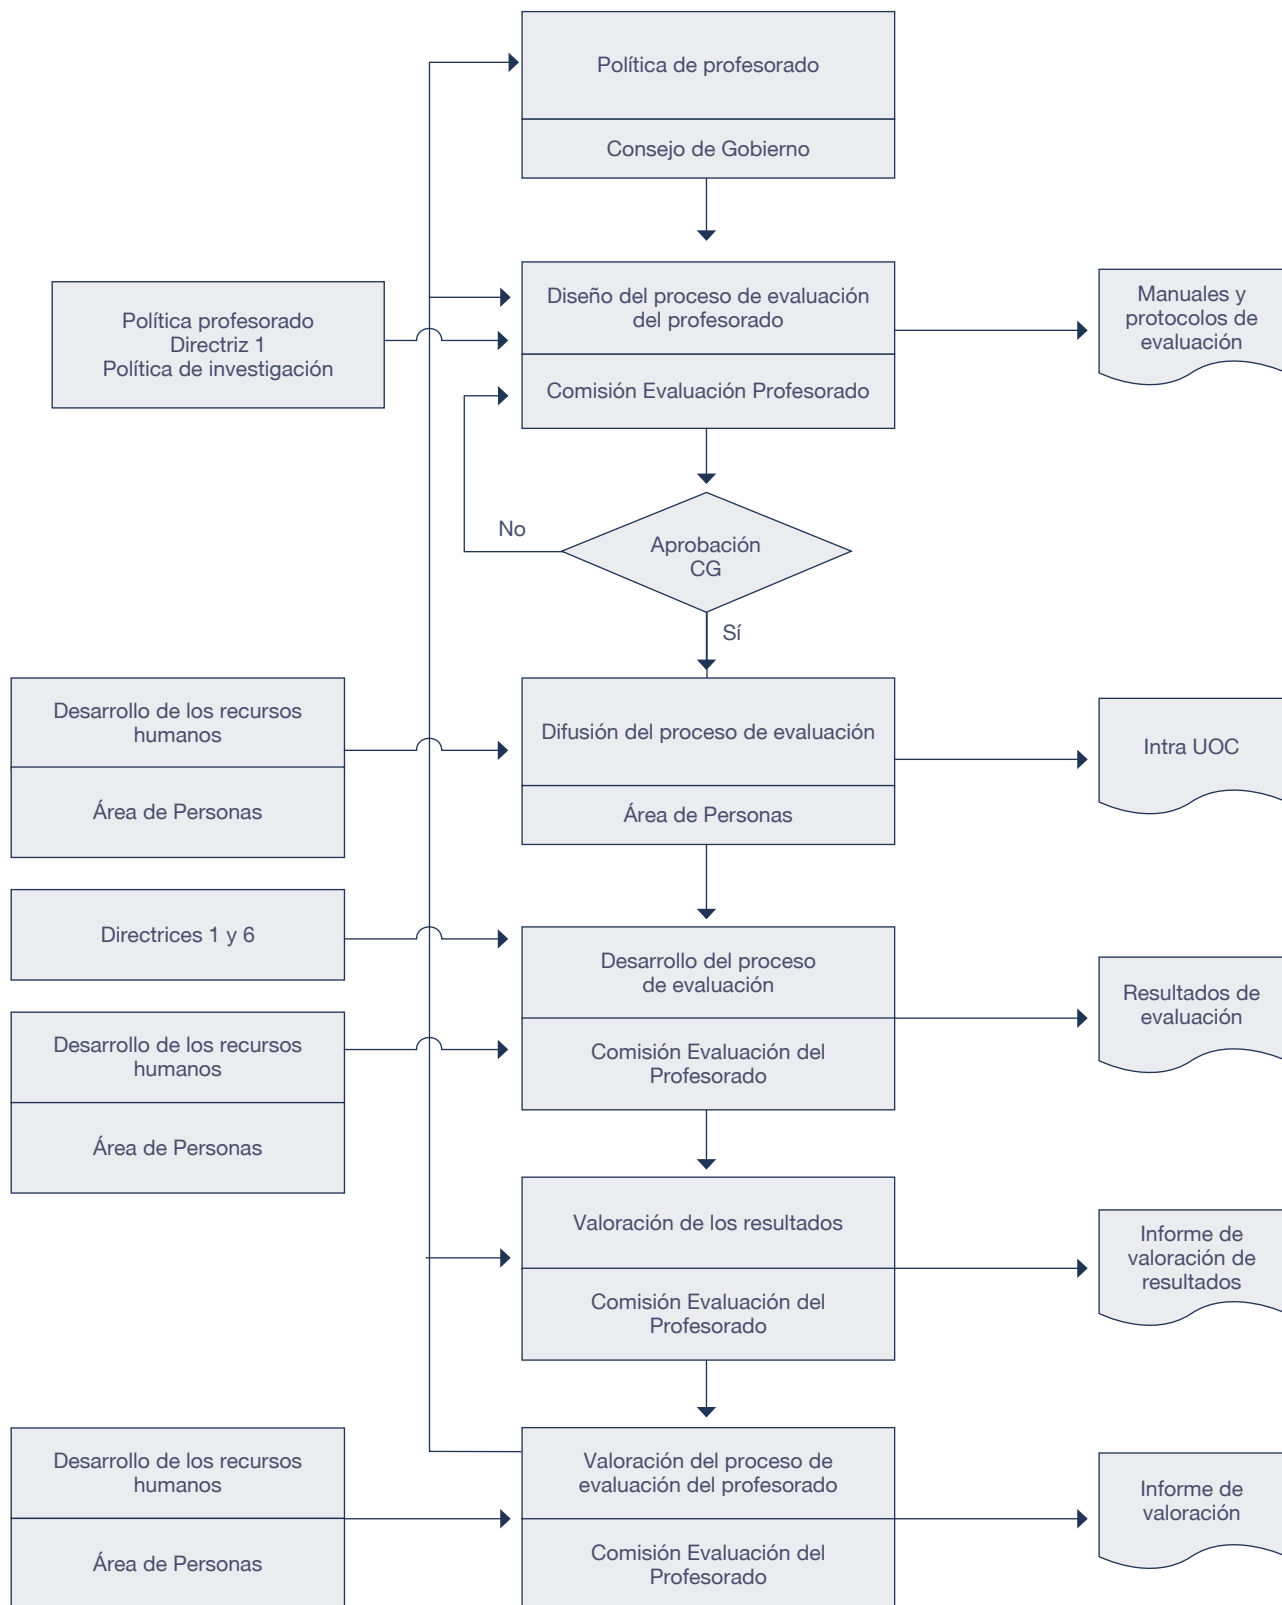 Política de profesorado
Consejo de Gobierno
Política profesorado
Directriz 1
Política de investigación
Diseño del proceso de evaluación
del profesorado
Comisión Evaluación Profesorado
Manuales y
protocolos de
evaluación
No
Aprobación
CG
Sí
Desarrollo de los recursos
humanos
Área de Personas
Difusión del proceso de evaluación
Área de Personas
Intra UOC
Directrices 1 y 6
Desarrollo de los recursos
humanos
Área de Personas
Desarrollo del proceso
de evaluación
Comisión Evaluación del
Profesorado
Resultados de
evaluación
Valoración de los resultados
Comisión Evaluación del
Profesorado
Informe de
valoración de
resultados
Desarrollo de los recursos
humanos
Área de Personas
Valoración del proceso de
evaluación del profesorado
Comisión Evaluación del
Profesorado
Informe de
valoración